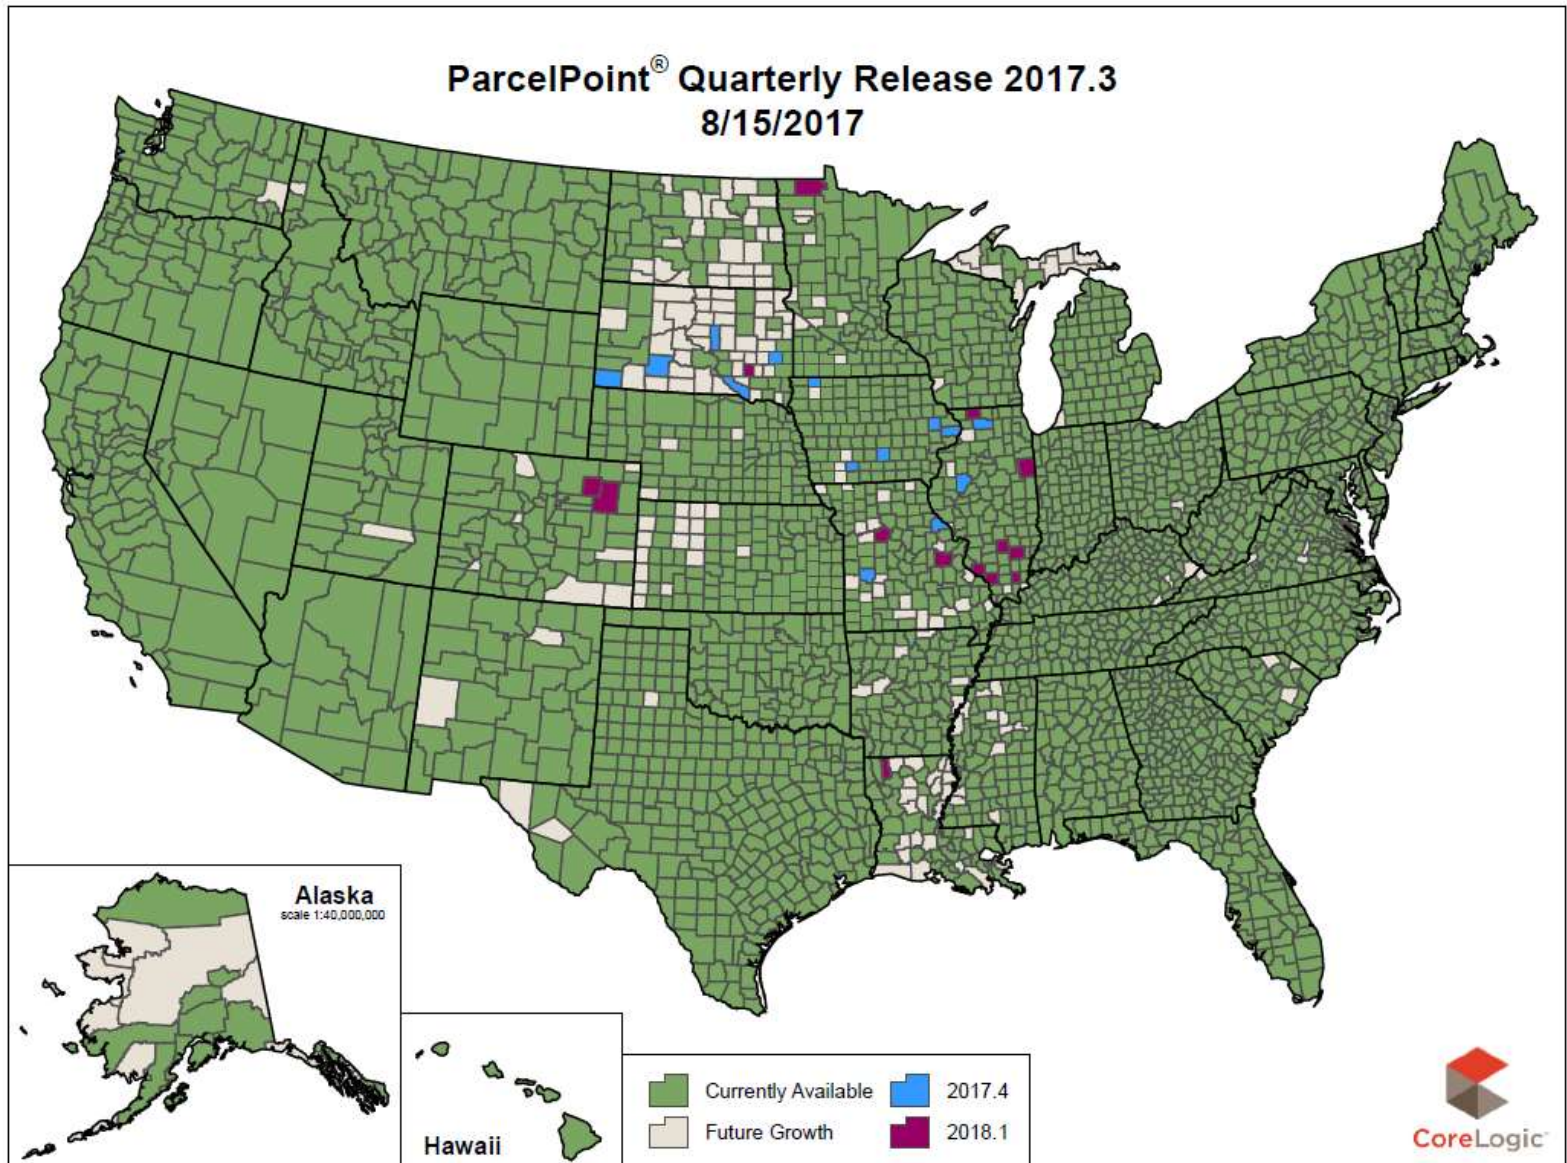 ParcelPoint® Quarterly Release 2017.3
8/15/2017
Alaska
scale 1:40,000,000
Hawaii
Currently Available
2017.4
Future Growth
2018.1
CoreLogic